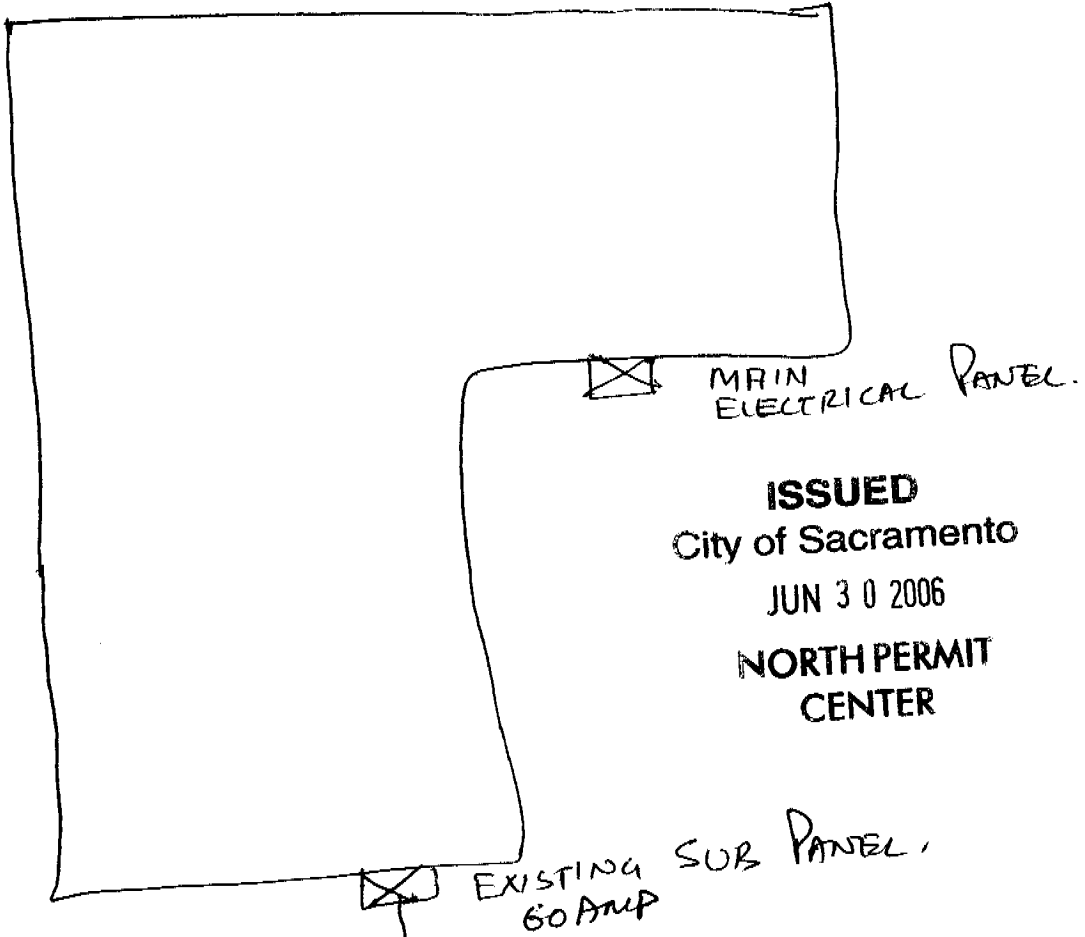 MAIN
ELECTRICAL PANEL.
ISSUED
City of Sacramento
JUN 30 2006
NORTH PERMIT
CENTER
EXISTING SUB PANEL.
60 AMP